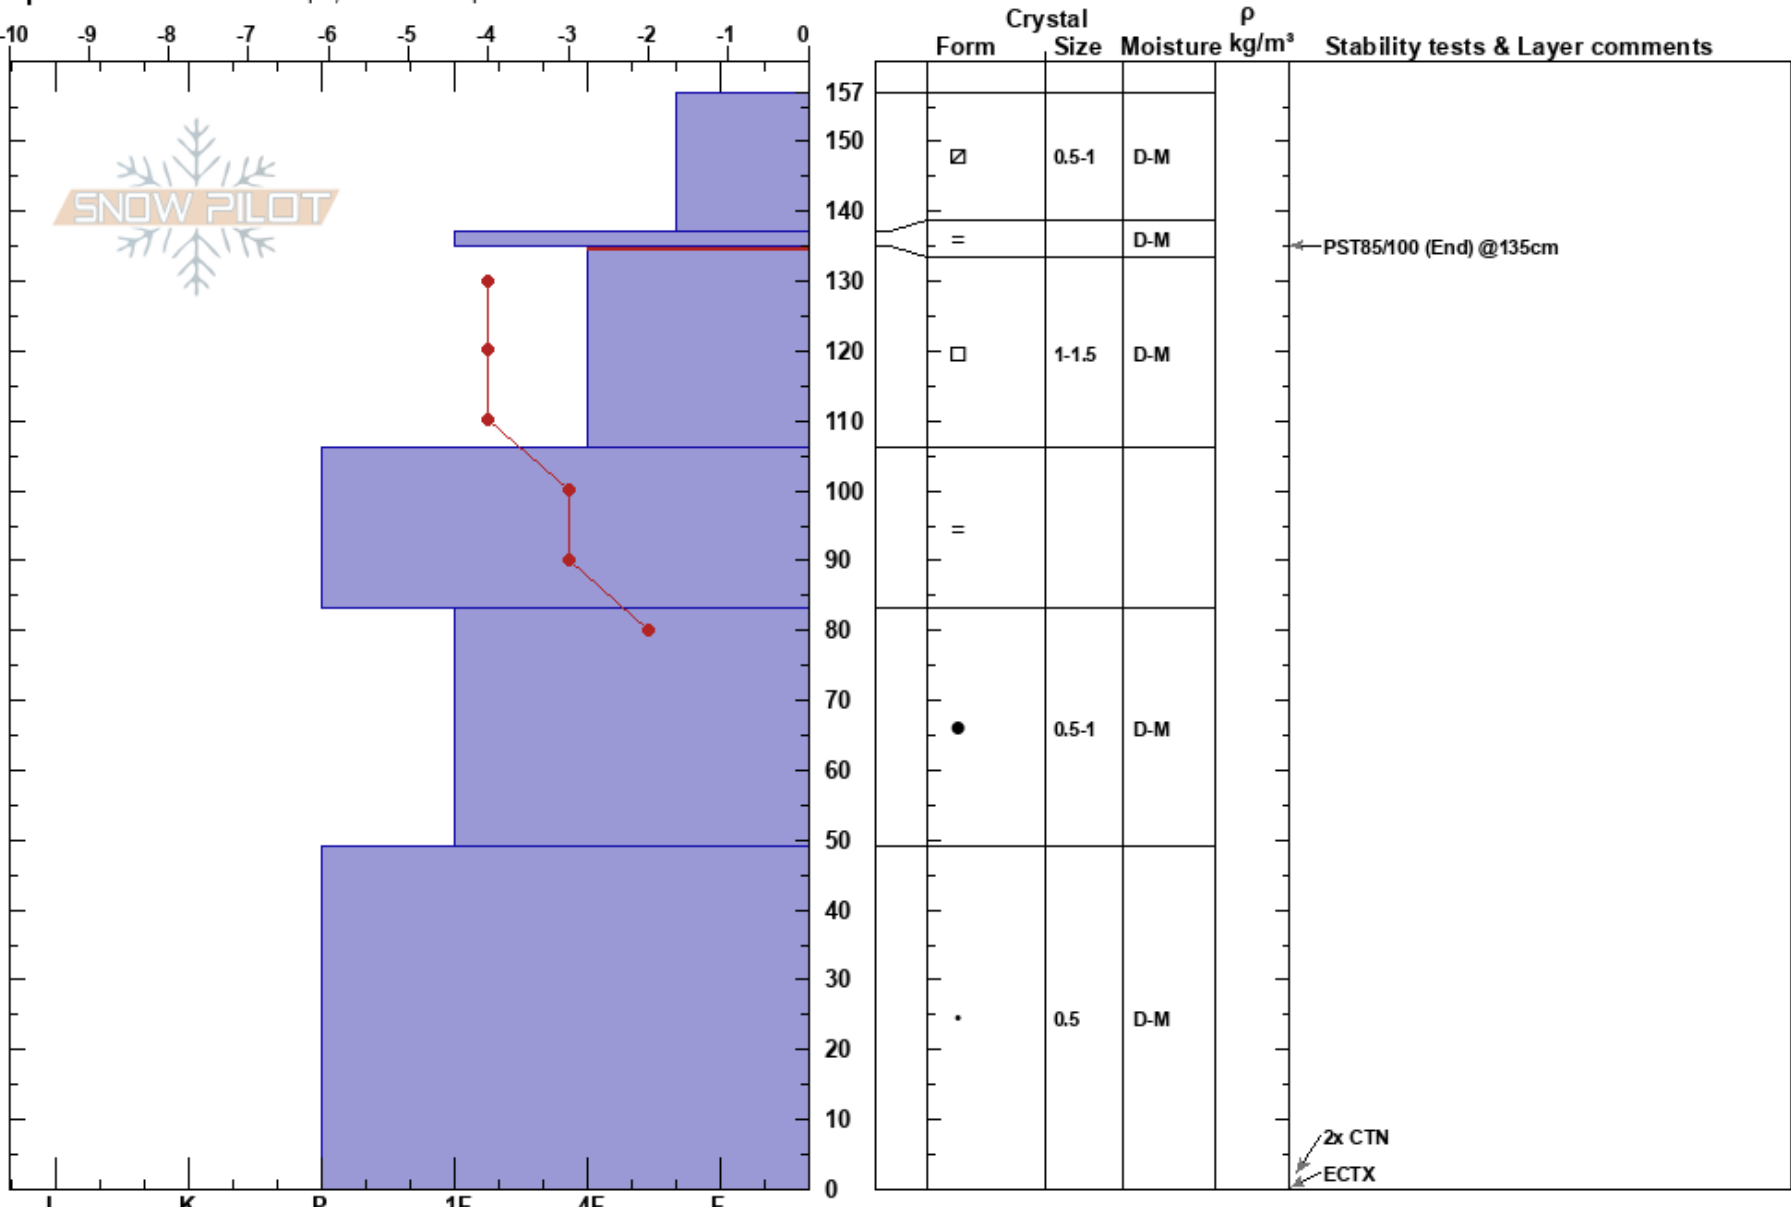 Crystal ρ
-10 -9 -8 -7 -6 -5 -4 -3 -2 -1 0 Form Size Moisture kg/m³ Stability tests & Layer comments
157
150 0.5-1 D-M
SNOW PILOT
140
= D-M
PST85/100 (End) @135cm
130
120 1-1.5 D-M
110
100
=
90
80
70
0.5-1 D-M
60
50
40
30
0.5 D-M
20
10
2x CTN
ECTX
0
I K P 1F 4F F